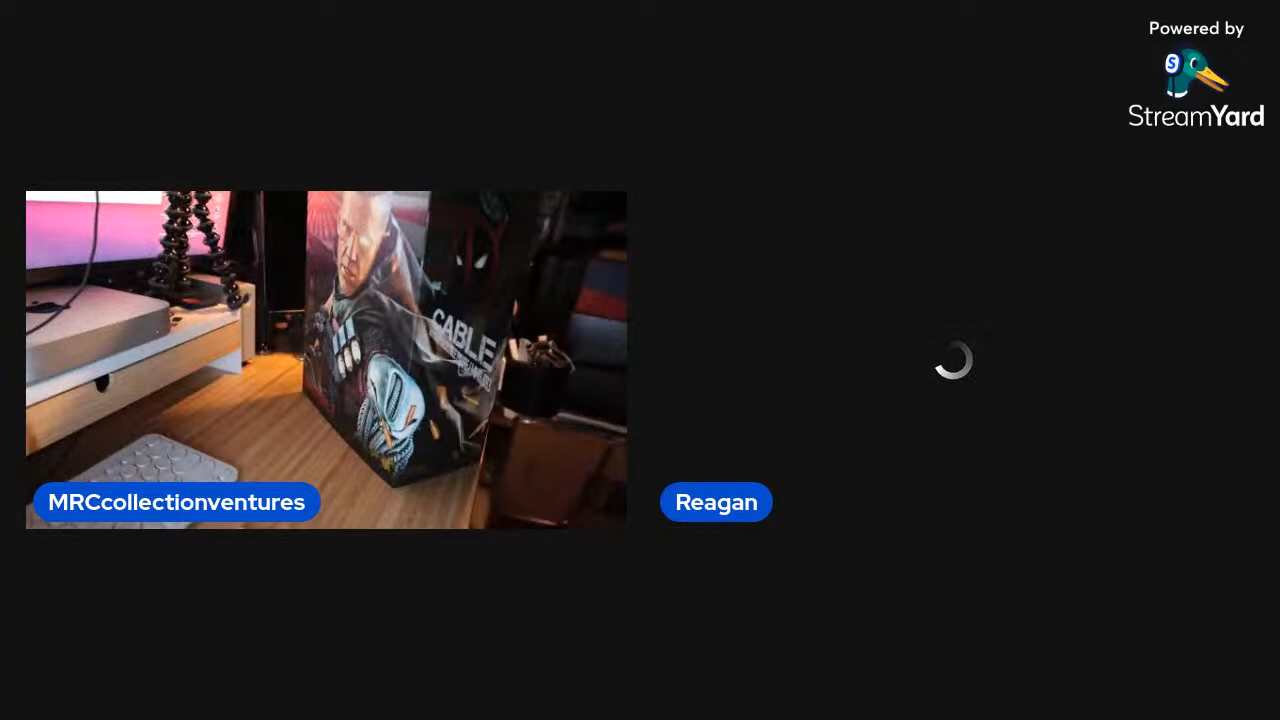 Powered by
S
StreamYard
CABLE
MRCcollectionventures
Reagan